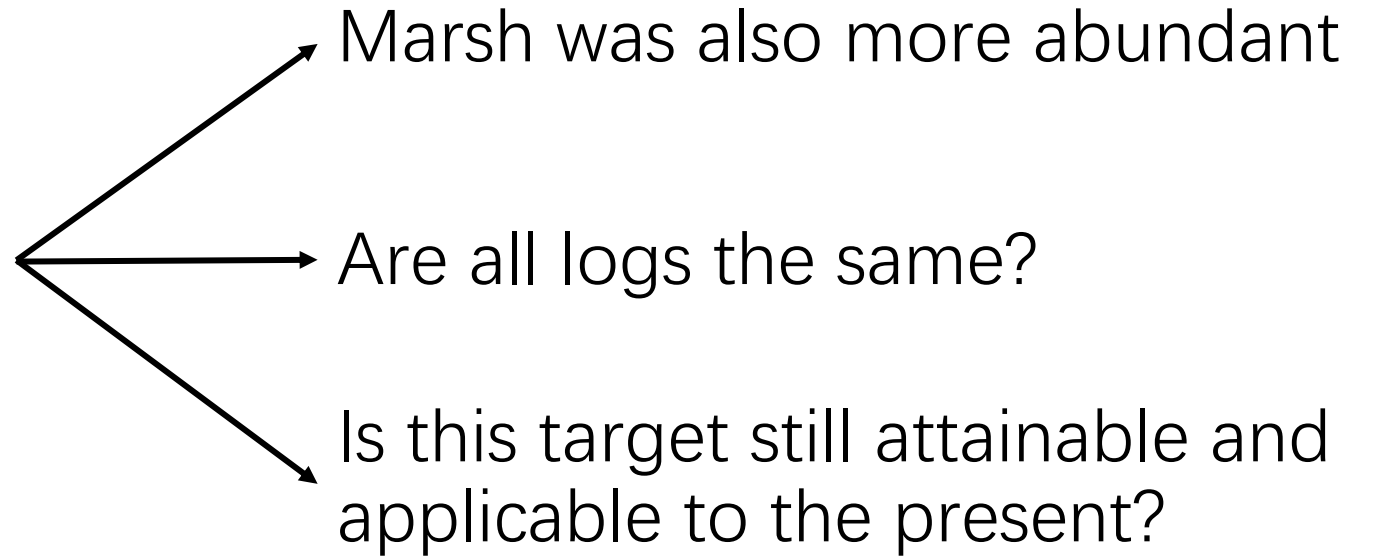 Marsh was also more abundant
Are all logs the same?
Is this target still attainable and
applicable to the present?